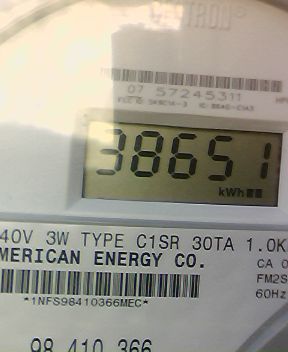 07 57245311
38651
kWh
40V 3W TYPE C1SR 30TA 1.0K
MERICAN ENERGY CO.
CA 0
FM2S
60Hz
*1NFS98410366MEC*
98 410 366